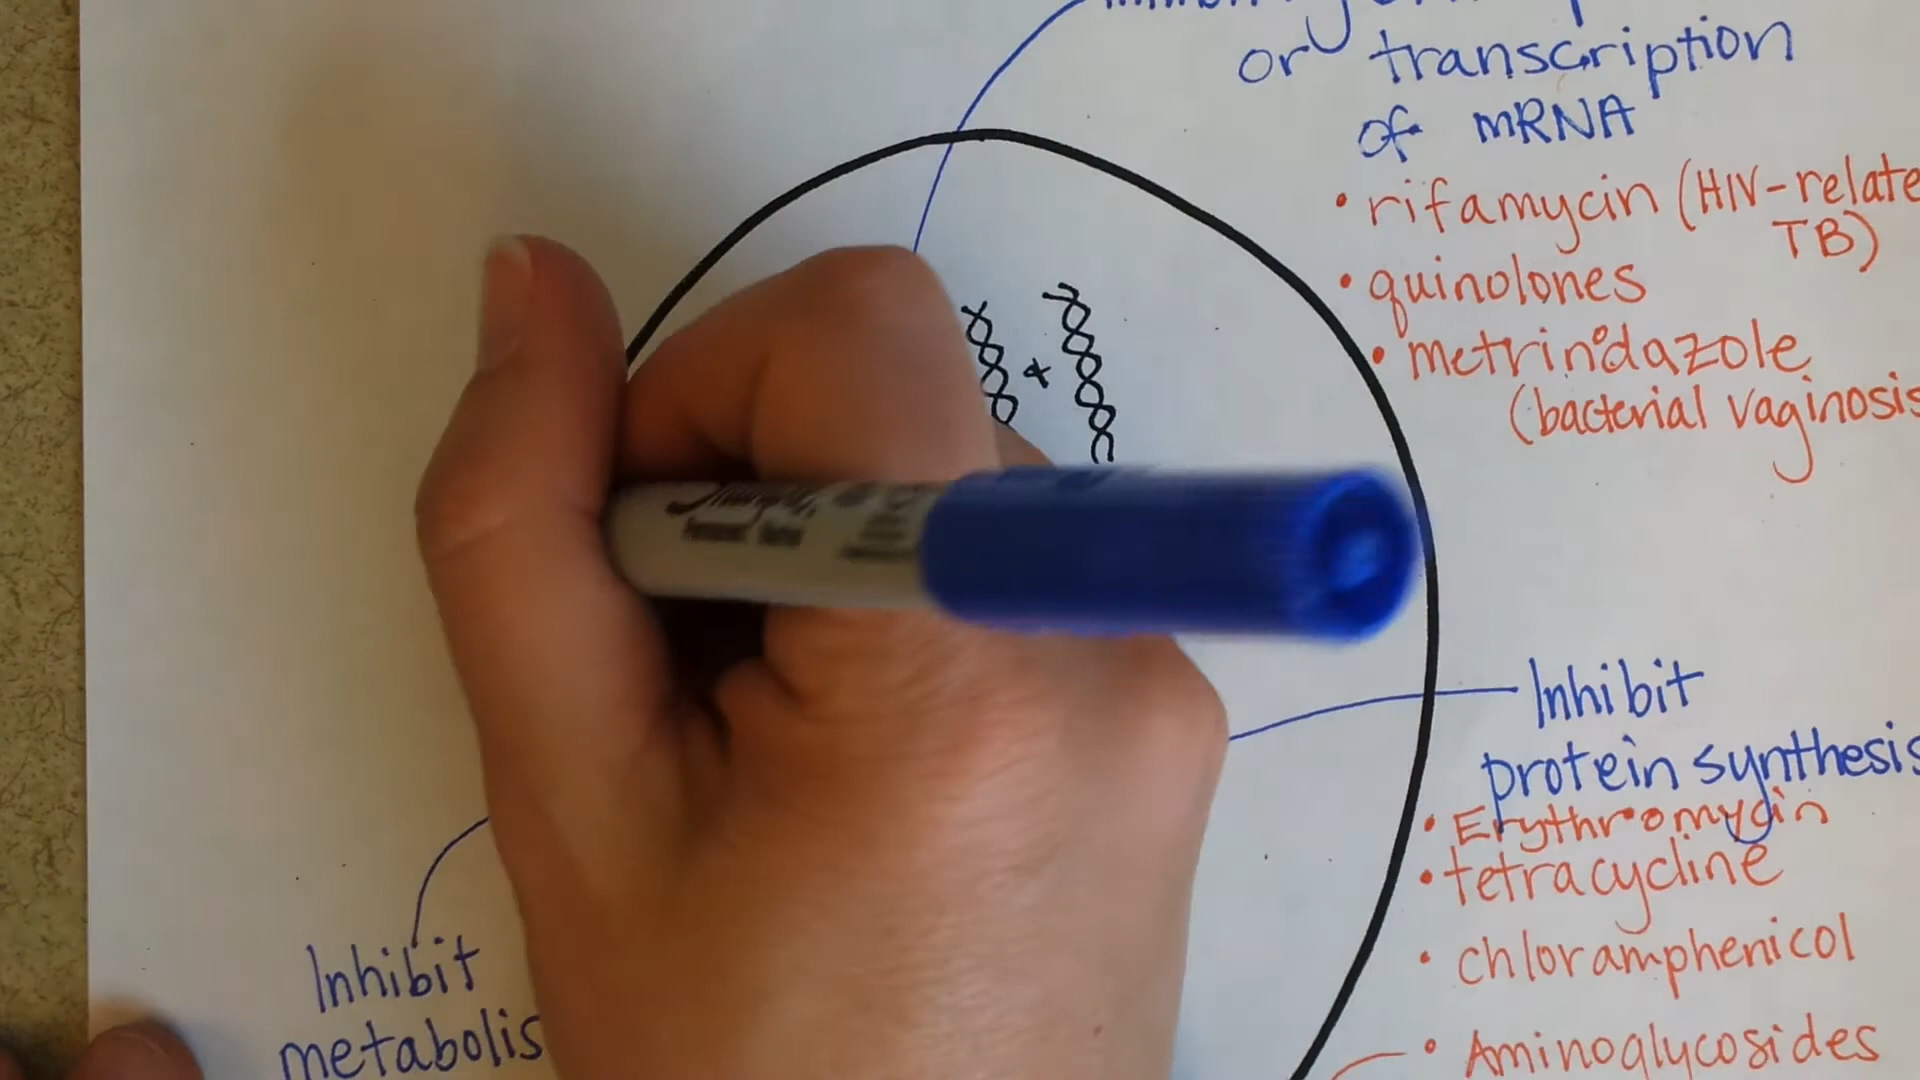 or transcription
of mRNA
• rifamycin (HIV-relate
TB)
• quinolones
• metrinodazole
(bacterial vaginosis
Inhibit
protein synthesis
• Erythromycin
• tetracycline
• chloramphenicol
• Aminoglycosides
Inhibit
metabolis